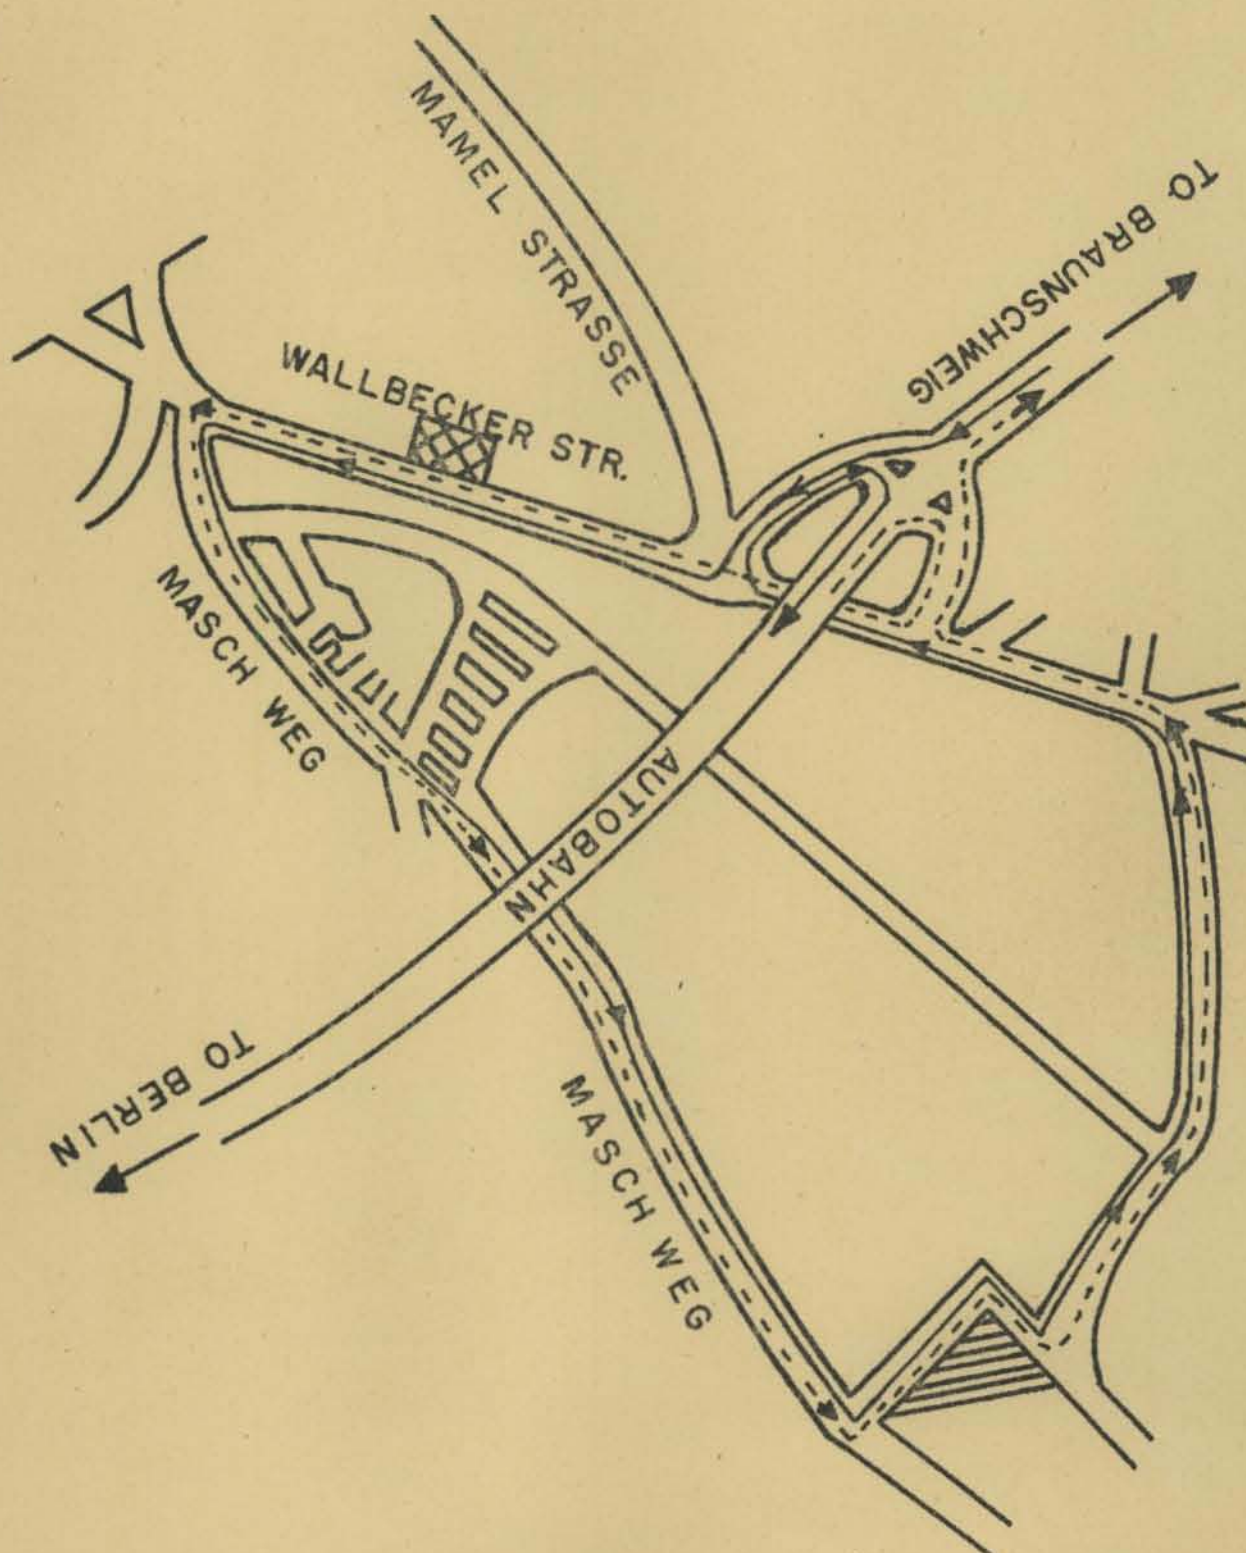 MAMEL STRASSE
TO BRAUNSCHWEIG
WALLBECKER STR.
MASCH WEG
AUTOBAHN
TO BERLIN
MASCH WEG